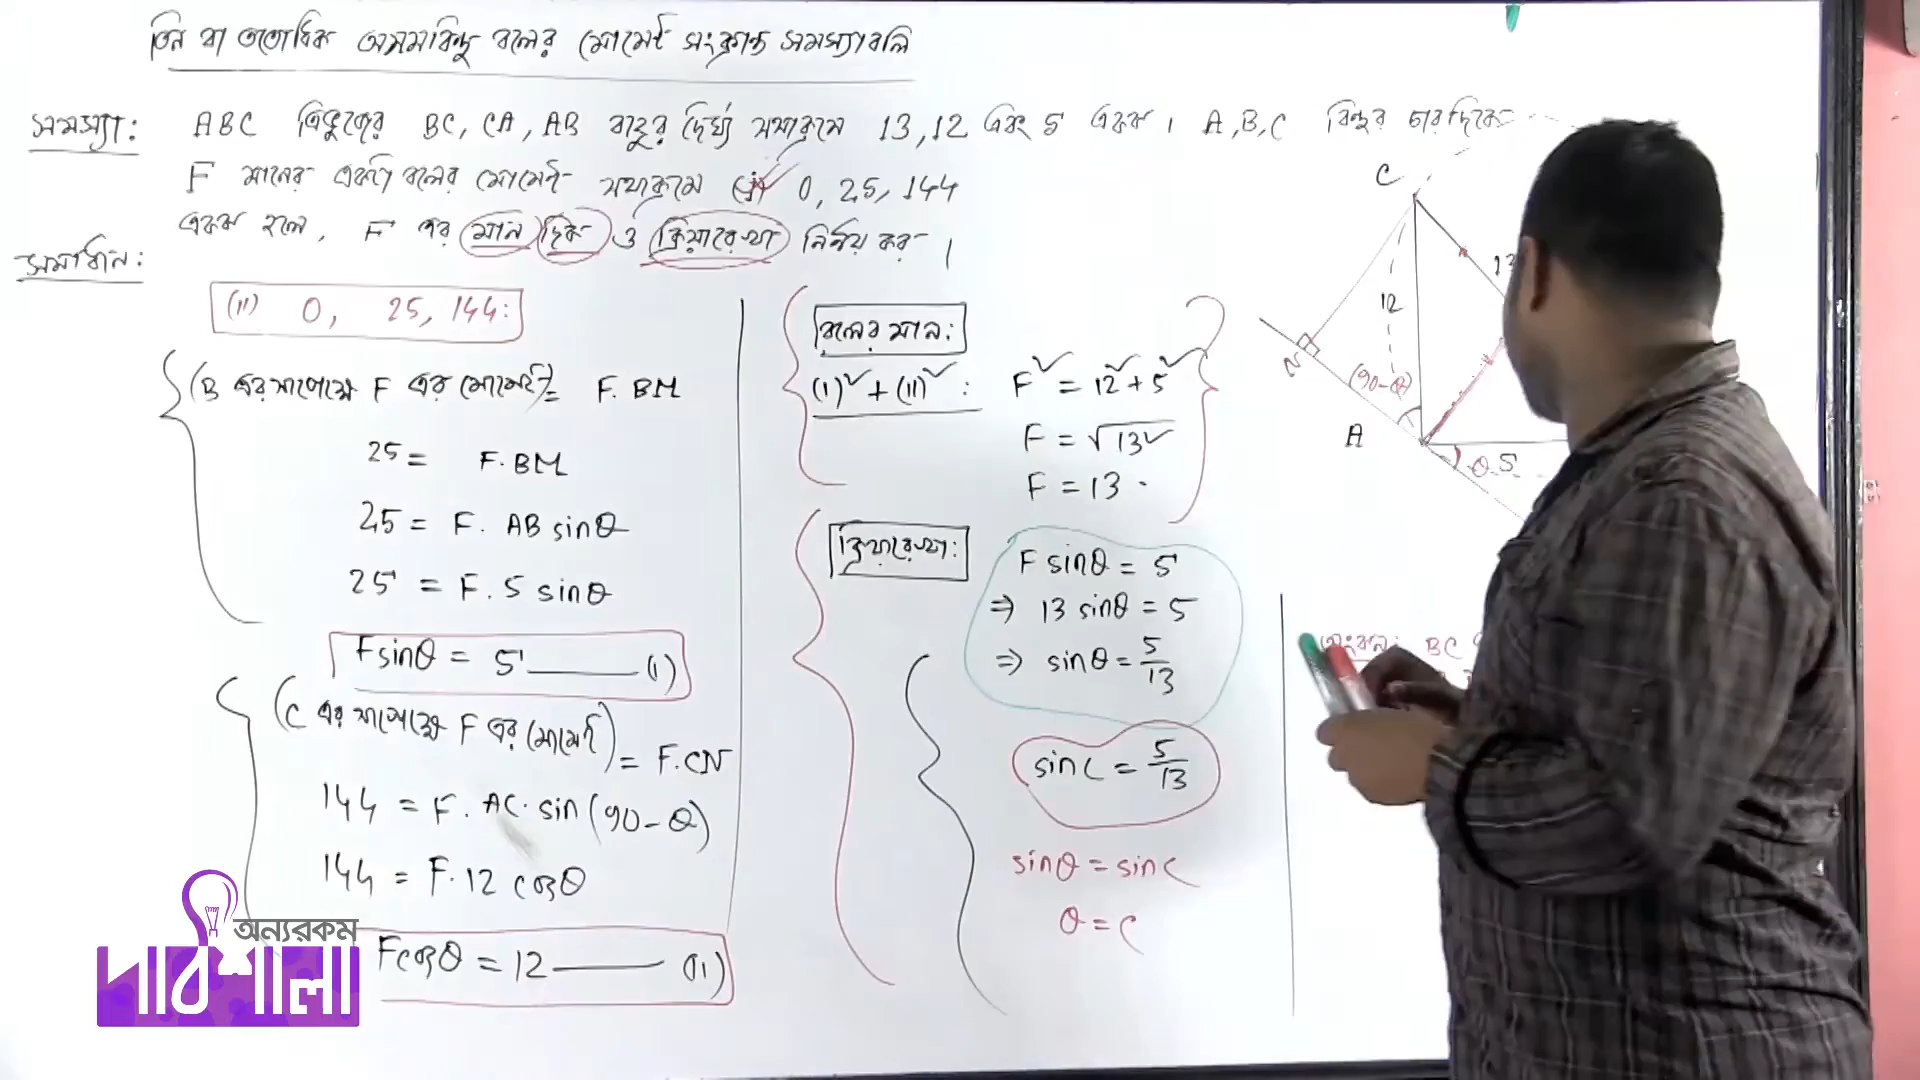 তিন বা ততোধিক অসমবিন্দু বলের মোমেন্ট সংক্রান্ত সমস্যাবলি
সমস্যা: ABC ত্রিভুজের BC, CA, AB বাহুর দৈর্ঘ্য যথাক্রমে 13, 12 এবং 5 একক। A, B, C বিন্দুর চারদিকে
F মানের একটি বলের মোমেন্ট যথাক্রমে 0, 25, 144
একক হলে, F এর মান দিক ও ক্রিয়ারেখা নির্ণয় কর।
সমাধান:
(ii) 0, 25, 144:
(B এর সাপেক্ষে F এর মোমেন্ট) = F. BM
25 = F. BM
25 = F. AB sinθ
25 = F. 5 sinθ
Fsinθ = 5 —— (i)
(C এর সাপেক্ষে F এর মোমেন্ট) = F.CN
144 = F. AC. sin(90-θ)
144 = F. 12 cosθ
Fcosθ = 12 —— (ii)
বলের মান:
(i)² + (ii)² : F² = 12² + 5²
F = √13²
F = 13
ক্রিয়ারেখা:
F sinθ = 5
⇒ 13 sinθ = 5
⇒ sinθ = 5/13
sinC = 5/13
sinθ = sinC
θ = C
C
12
N
(90-θ)
A
θ 5
BC
অন্যরকম
পাঠশালা